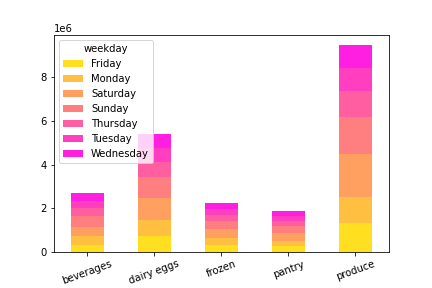 1e6
weekday
Friday
Monday
Saturday
Sunday
Thursday
Tuesday
Wednesday
8
6
4
2
0
beverages
dairy eggs
frozen
pantry
produce